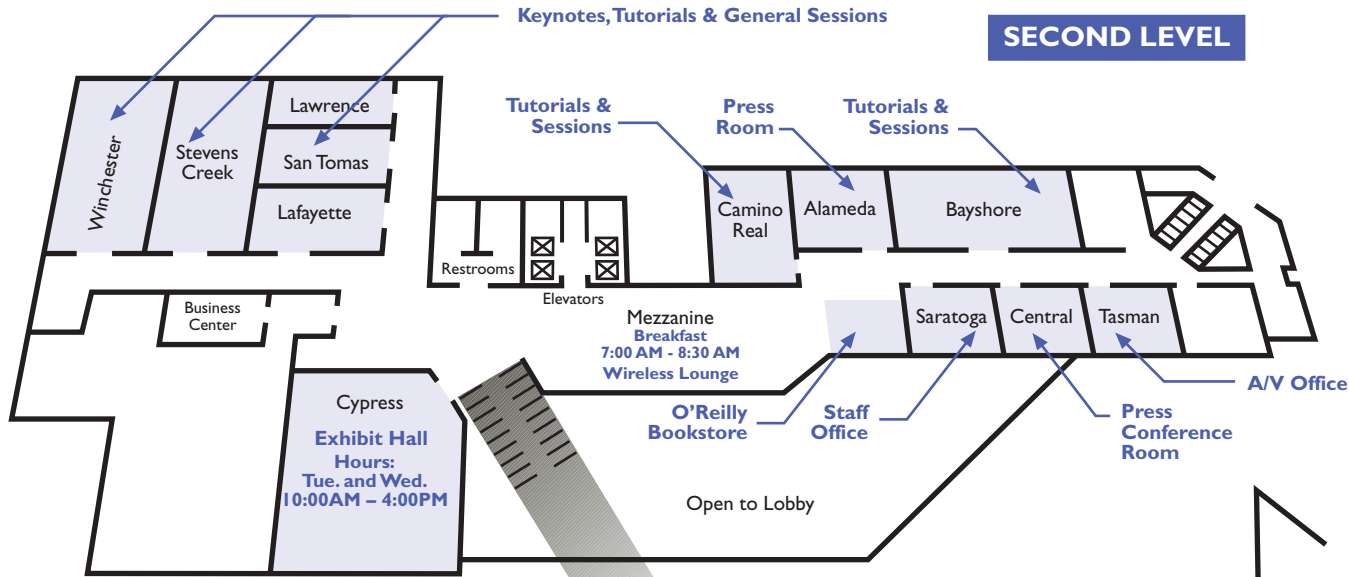 Keynotes, Tutorials & General Sessions
SECOND LEVEL
Tutorials &
Sessions
Press
Room
Tutorials &
Sessions
Winchester
Stevens
Creek
Lawrence
San Tomas
Lafayette
Camino
Real
Alameda
Bayshore
Restrooms
Elevators
Business
Center
Mezzanine
Breakfast
7:00 AM - 8:30 AM
Wireless Lounge
Saratoga
Central
Tasman
A/V Office
O'Reilly
Bookstore
Staff
Office
Press
Conference
Room
Cypress
Exhibit Hall
Hours:
Tue. and Wed.
10:00AM – 4:00PM
Open to Lobby